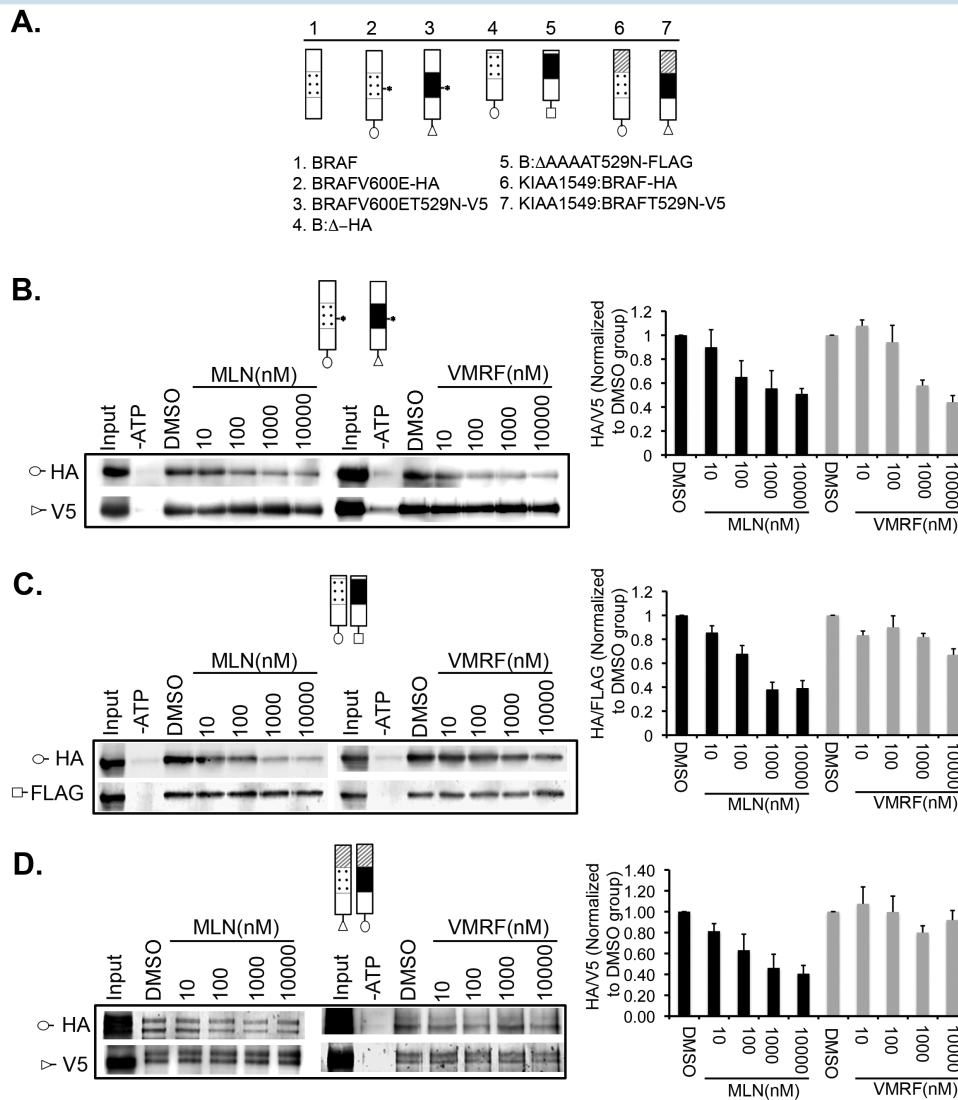 A.
1 2 3 4 5 6 7
1. BRAF
2. BRAFV600E-HA
3. BRAFV600ET529N-V5
4. B:Δ–HA
5. B:ΔAAAAT529N-FLAG
6. KIAA1549:BRAF-HA
7. KIAA1549:BRAFT529N-V5
B.
MLN(nM) VMRF(nM)
Input -ATP DMSO 10 100 1000 10000 Input -ATP DMSO 10 100 1000 10000
HA
V5
HA/V5 (Normalized
to DMSO group)
1.2
1
0.8
0.6
0.4
0.2
0
DMSO 10 100 1000 10000 DMSO 10 100 1000 10000
MLN(nM) VMRF(nM)
C.
MLN(nM) VMRF(nM)
Input -ATP DMSO 10 100 1000 10000 Input -ATP DMSO 10 100 1000 10000
HA
FLAG
HA/FLAG (Normalized
to DMSO group)
1.2
1
0.8
0.6
0.4
0.2
0
DMSO 10 100 1000 10000 DMSO 10 100 1000 10000
MLN(nM) VMRF(nM)
D.
MLN(nM) VMRF(nM)
Input DMSO 10 100 1000 10000 Input -ATP DMSO 10 100 1000 10000
HA
V5
HA/V5 (Normalized
to DMSO group)
1.40
1.20
1.00
0.80
0.60
0.40
0.20
0.00
DMSO 10 100 1000 10000 DMSO 10 100 1000 10000
MLN(nM) VMRF(nM)